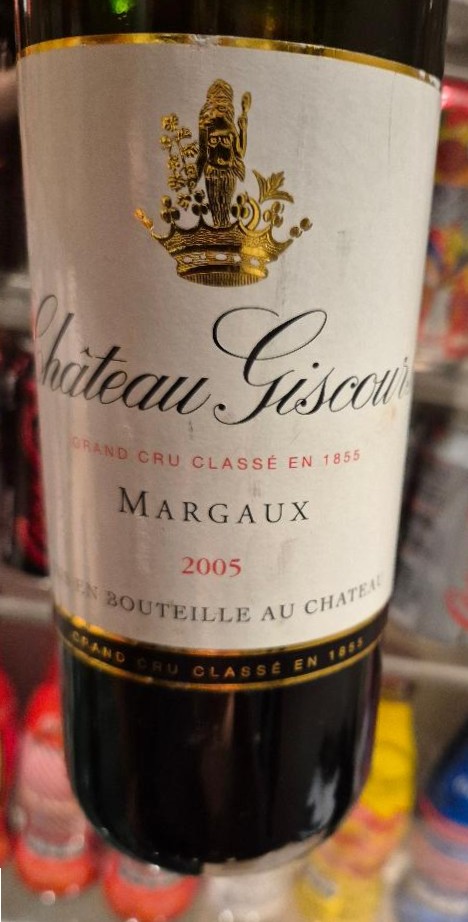 Château Giscours
GRAND CRU CLASSÉ EN 1855
MARGAUX
2005
EN BOUTEILLE AU CHATEAU
GRAND CRU CLASSÉ EN 1855